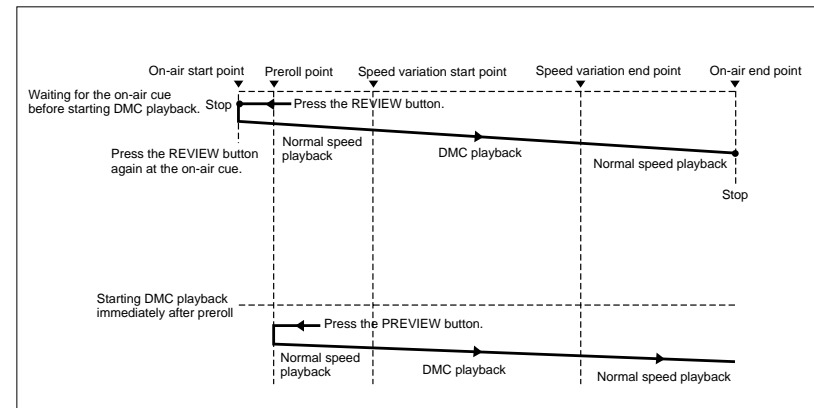 On-air start point
Preroll point
Speed variation start point
Speed variation end point
On-air end point
Waiting for the on-air cue
before starting DMC playback.
Stop
Press the REVIEW button.
Press the REVIEW button
again at the on-air cue.
Normal speed
playback
DMC playback
Normal speed playback
Stop
Starting DMC playback
immediately after preroll
Press the PREVIEW button.
Normal speed
playback
DMC playback
Normal speed playback